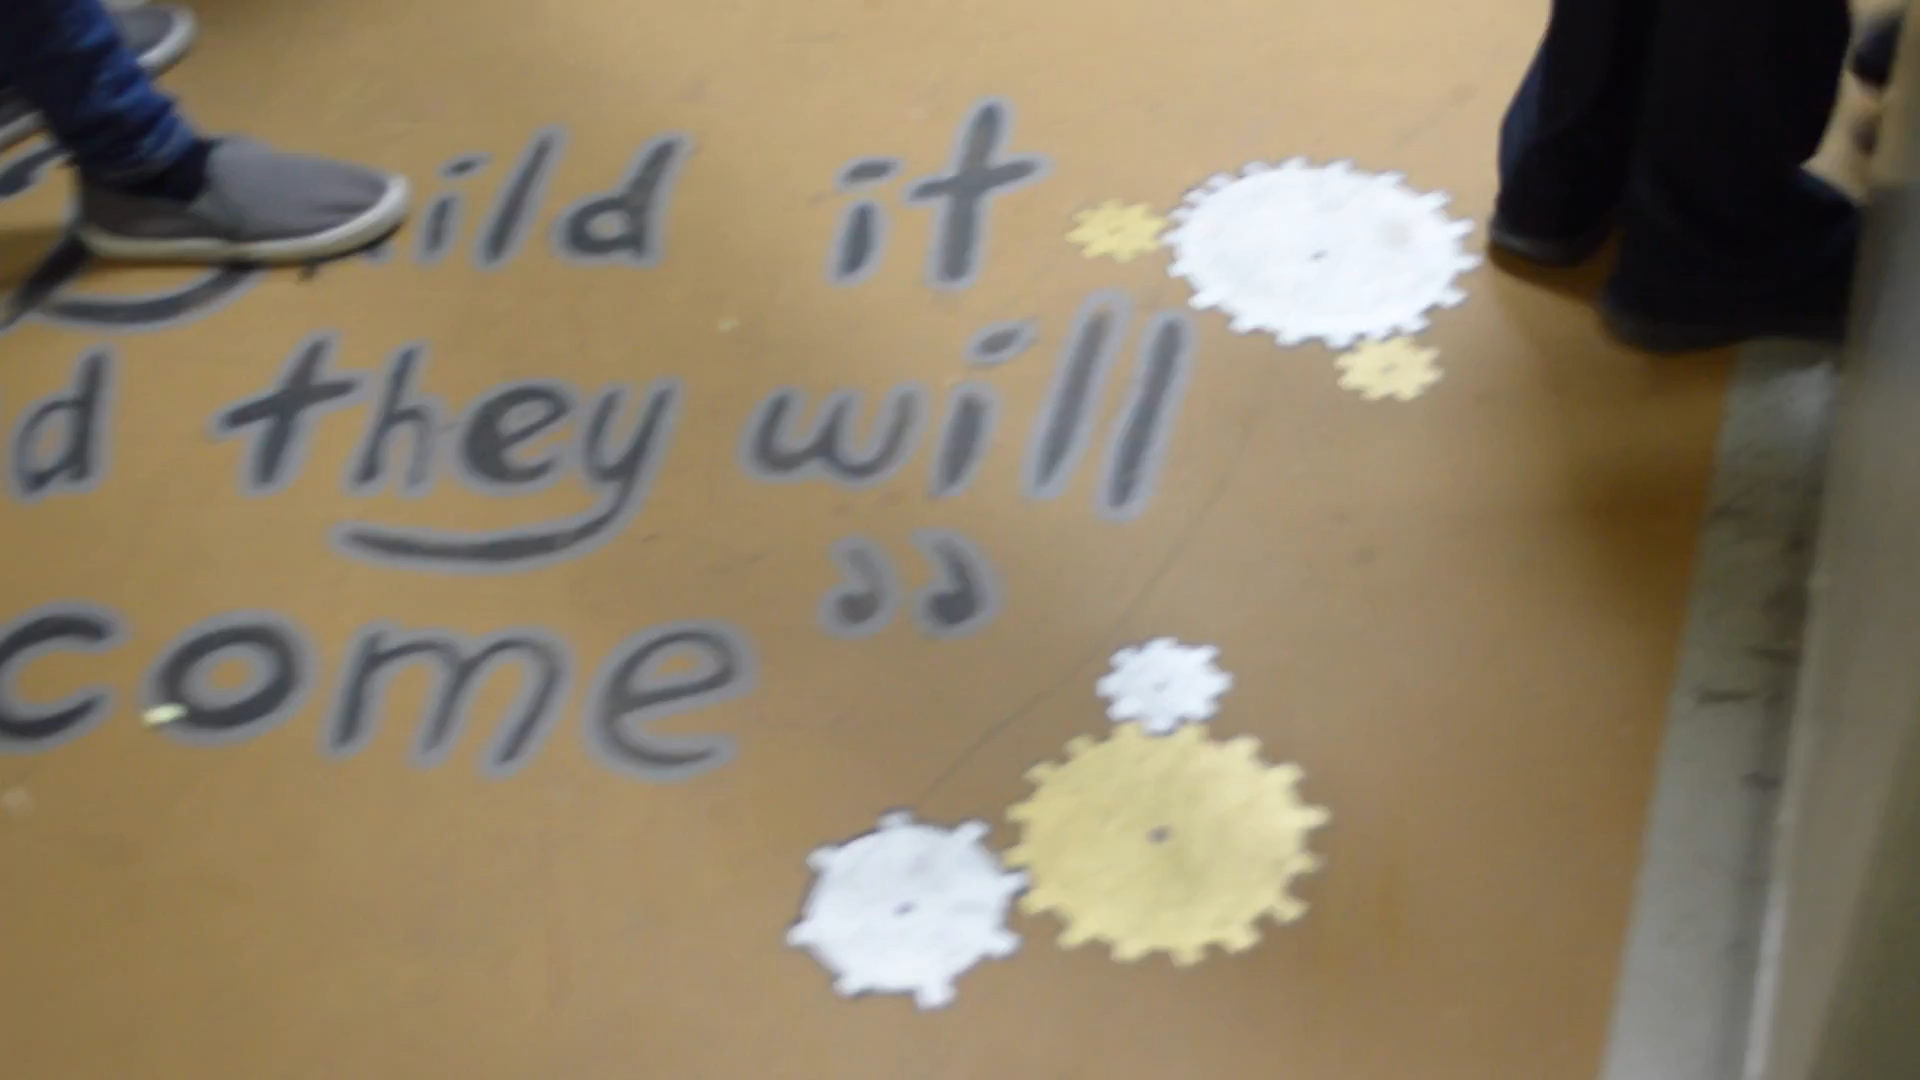 ild it
d they will
come”